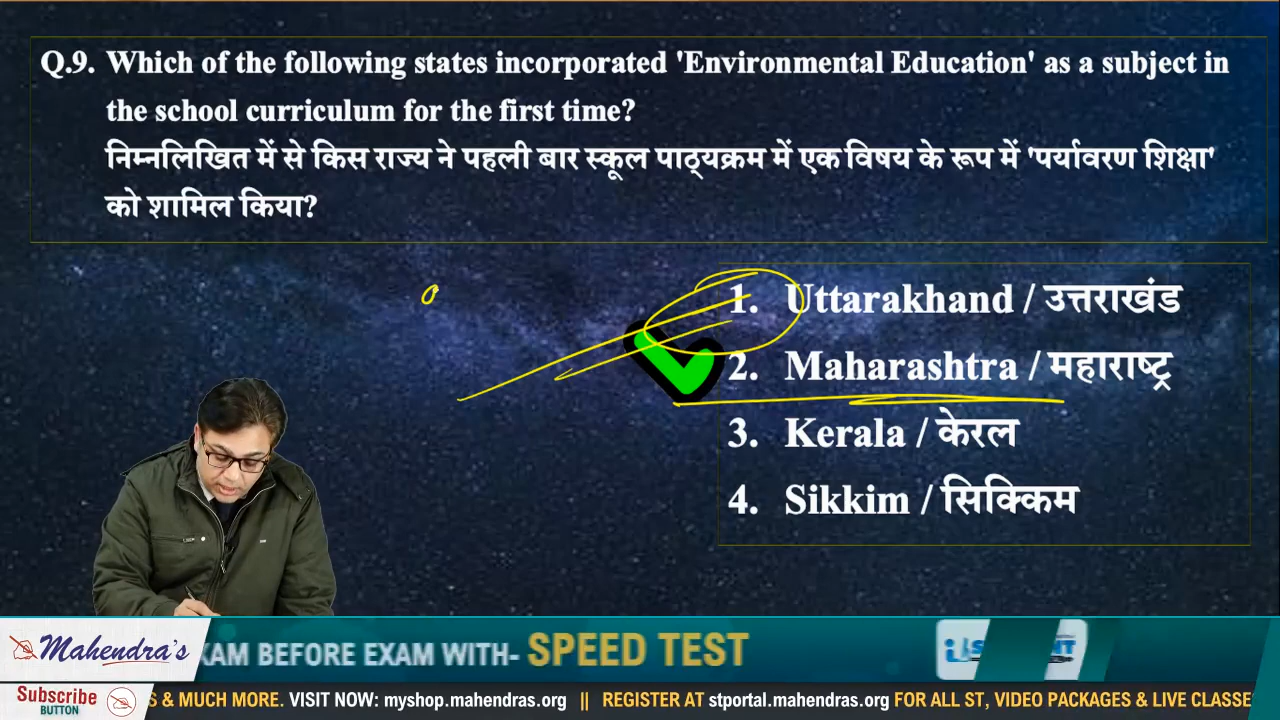 Q.9. Which of the following states incorporated 'Environmental Education' as a subject in
the school curriculum for the first time?
निम्नलिखित में से किस राज्य ने पहली बार स्कूल पाठ्यक्रम में एक विषय के रूप में 'पर्यावरण शिक्षा'
को शामिल किया?
1. Uttarakhand / उत्तराखंड
2. Maharashtra / महाराष्ट्र
3. Kerala / केरल
4. Sikkim / सिक्किम
Mahendra's
XAM BEFORE EXAM WITH- SPEED TEST
Subscribe
BUTTON
S & MUCH MORE. VISIT NOW: myshop.mahendras.org || REGISTER AT stportal.mahendras.org FOR ALL ST, VIDEO PACKAGES & LIVE CLASSE